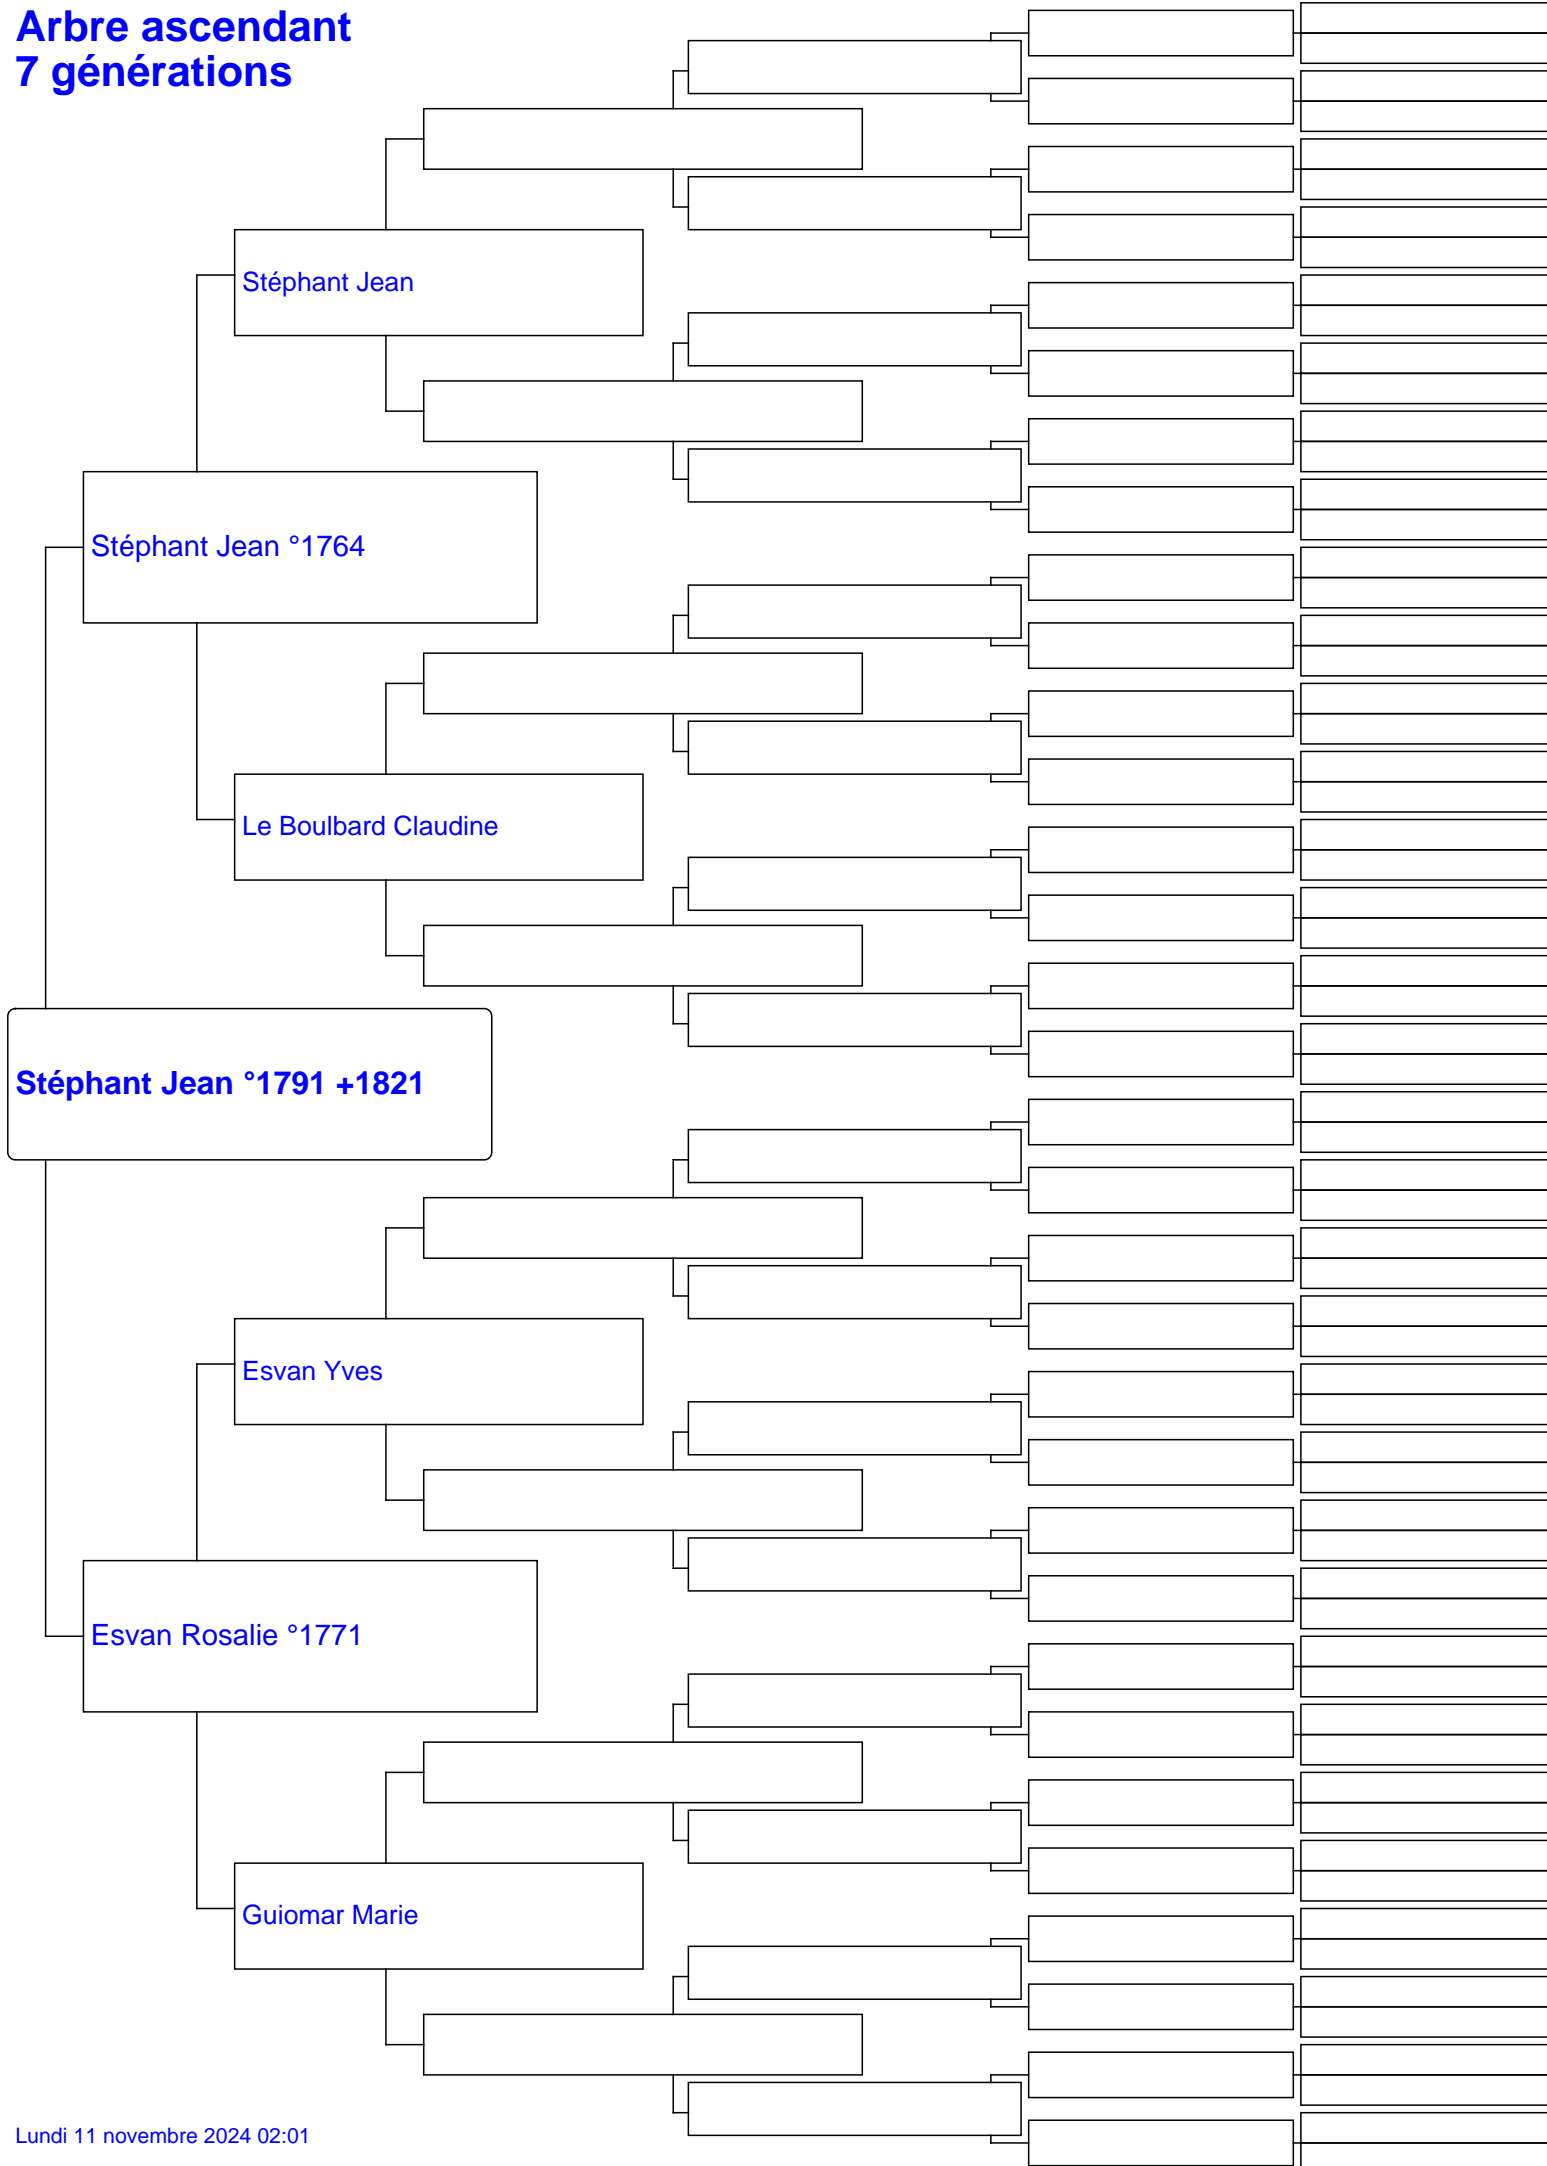 Arbre ascendant
7 générations
Stéphant Jean
Stéphant Jean °1764
Le Boulbard Claudine
Stéphant Jean °1791 +1821
Esvan Yves
Esvan Rosalie °1771
Guiomar Marie
Lundi 11 novembre 2024 02:01